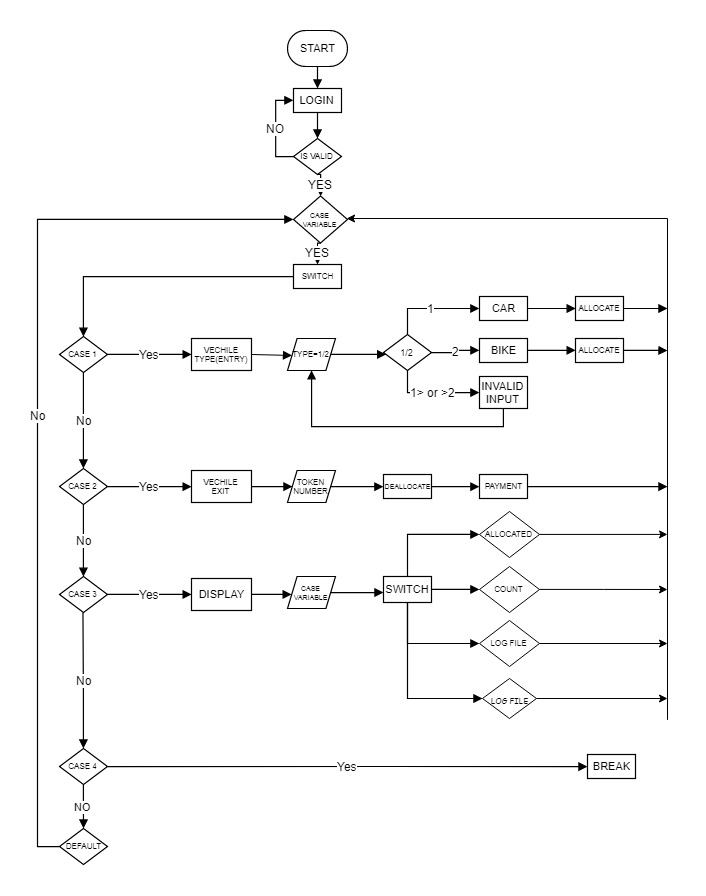 START
LOGIN
NO
IS VALID
YES
CASE
VARIABLE
YES
SWITCH
1
CAR
ALLOCATE
CASE 1
Yes
VECHILE
TYPE(ENTRY)
TYPE=1/2
1/2
2
BIKE
ALLOCATE
1> or >2
INVALID
INPUT
No
No
CASE 2
Yes
VECHILE
EXIT
TOKEN
NUMBER
DEALLOCATE
PAYMENT
No
ALLOCATED
CASE 3
Yes
DISPLAY
CASE
VARIABLE
SWITCH
COUNT
LOG FILE
No
LOG FILE
CASE 4
Yes
BREAK
NO
DEFAULT